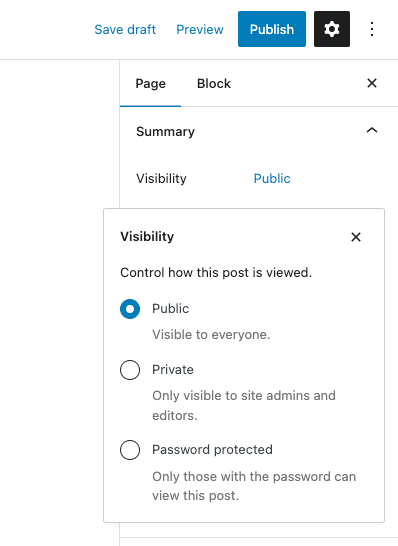 Save draft Preview Publish
Page Block
Summary
Visibility Public
Visibility
Control how this post is viewed.
Public
Visible to everyone.
Private
Only visible to site admins and
editors.
Password protected
Only those with the password can
view this post.